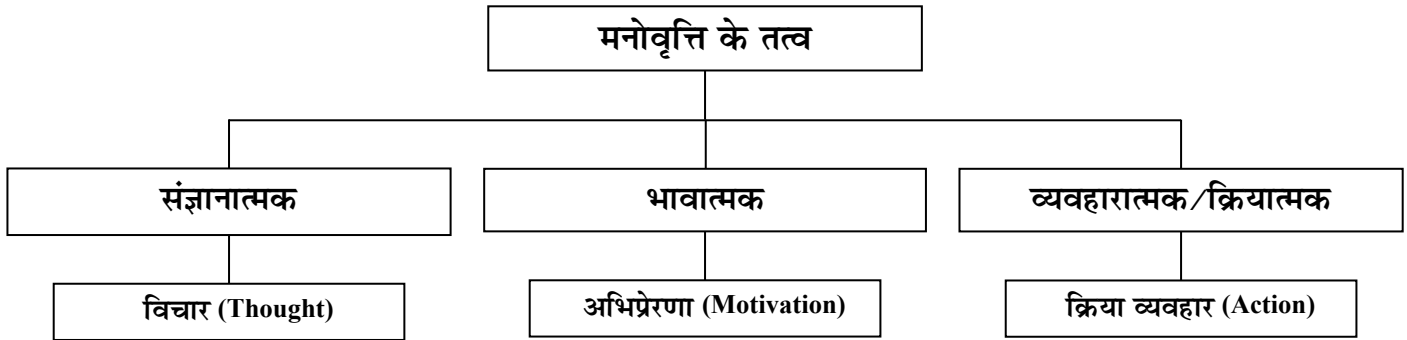 मनोवृत्ति के तत्व
संज्ञानात्मक
भावात्मक
व्यवहारात्मक/क्रियात्मक
विचार (Thought)
अभिप्रेरणा (Motivation)
क्रिया व्यवहार (Action)